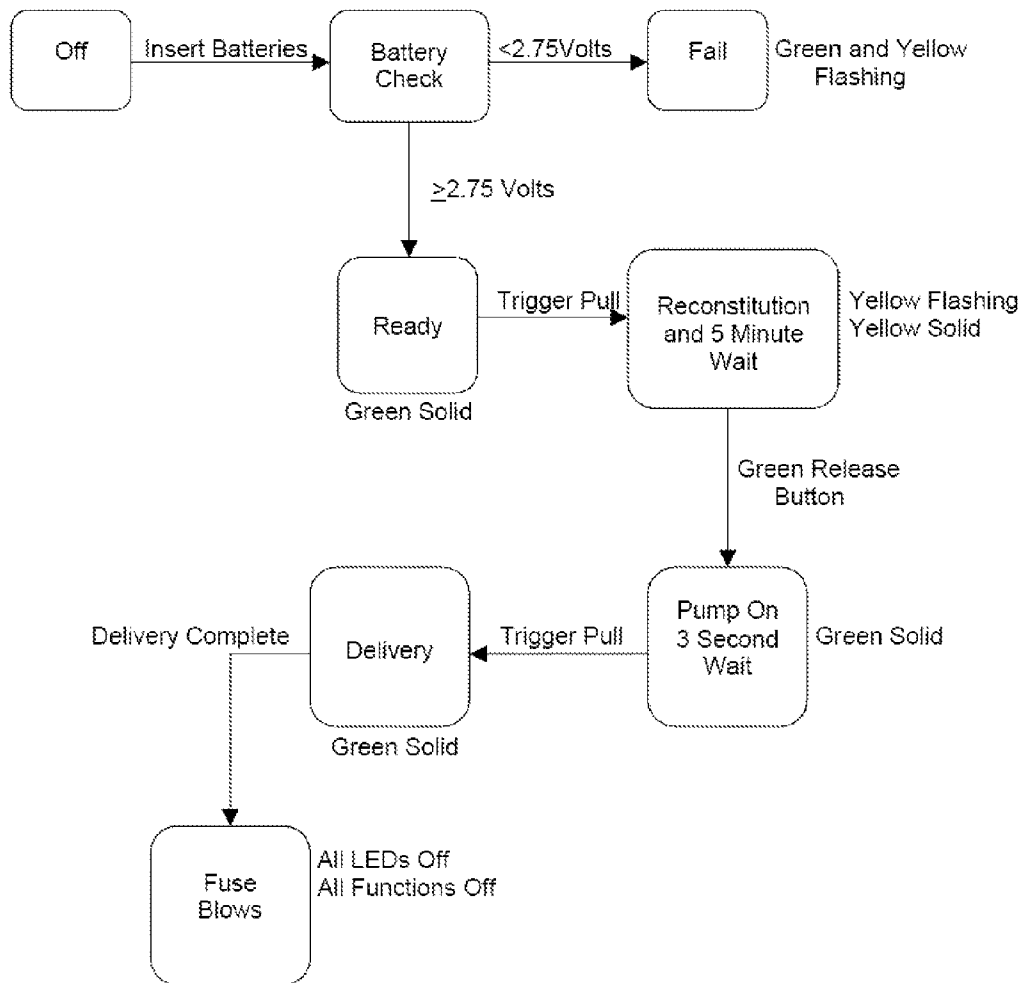 Off
Insert Batteries
Battery
Check
<2.75Volts
Fail
Green and Yellow
Flashing
≥2.75 Volts
Ready
Green Solid
Trigger Pull
Reconstitution
and 5 Minute
Wait
Yellow Flashing
Yellow Solid
Green Release
Button
Pump On
3 Second
Wait
Green Solid
Trigger Pull
Delivery
Green Solid
Delivery Complete
Fuse
Blows
All LEDs Off
All Functions Off